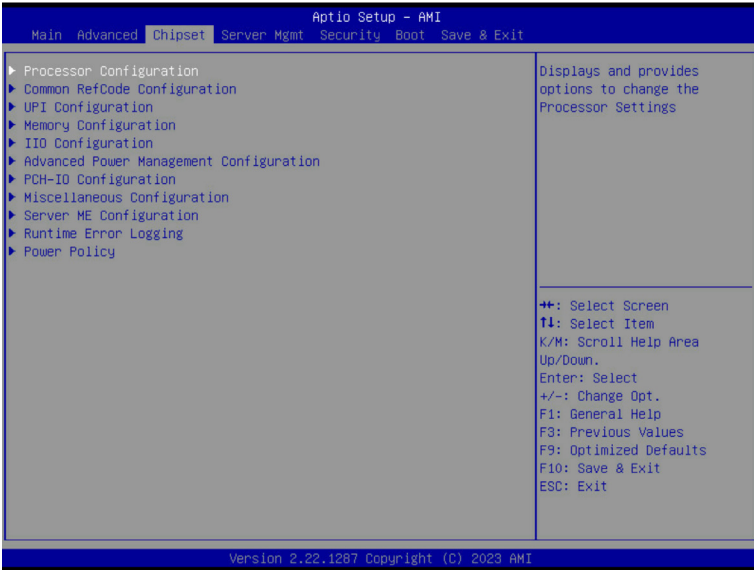 Aptio Setup – AMI
Main Advanced Chipset Server Mgmt Security Boot Save & Exit
▶ Processor Configuration
▶ Common RefCode Configuration
▶ UPI Configuration
▶ Memory Configuration
▶ IIO Configuration
▶ Advanced Power Management Configuration
▶ PCH-IO Configuration
▶ Miscellaneous Configuration
▶ Server ME Configuration
▶ Runtime Error Logging
▶ Power Policy
Displays and provides
options to change the
Processor Settings
→←: Select Screen
↑↓: Select Item
K/M: Scroll Help Area
Up/Down.
Enter: Select
+/-: Change Opt.
F1: General Help
F3: Previous Values
F9: Optimized Defaults
F10: Save & Exit
ESC: Exit
Version 2.22.1287 Copyright (C) 2023 AMI